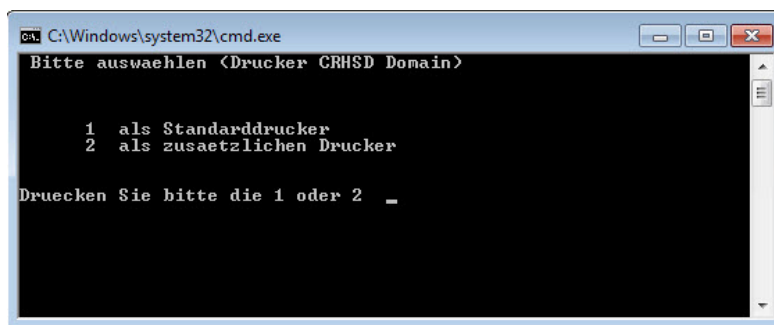 C:\Windows\system32\cmd.exe
Bitte auswaehlen (Drucker CRHSD Domain)
1 als Standarddrucker
2 als zusaetzlichen Drucker
Druecken Sie bitte die 1 oder 2 _